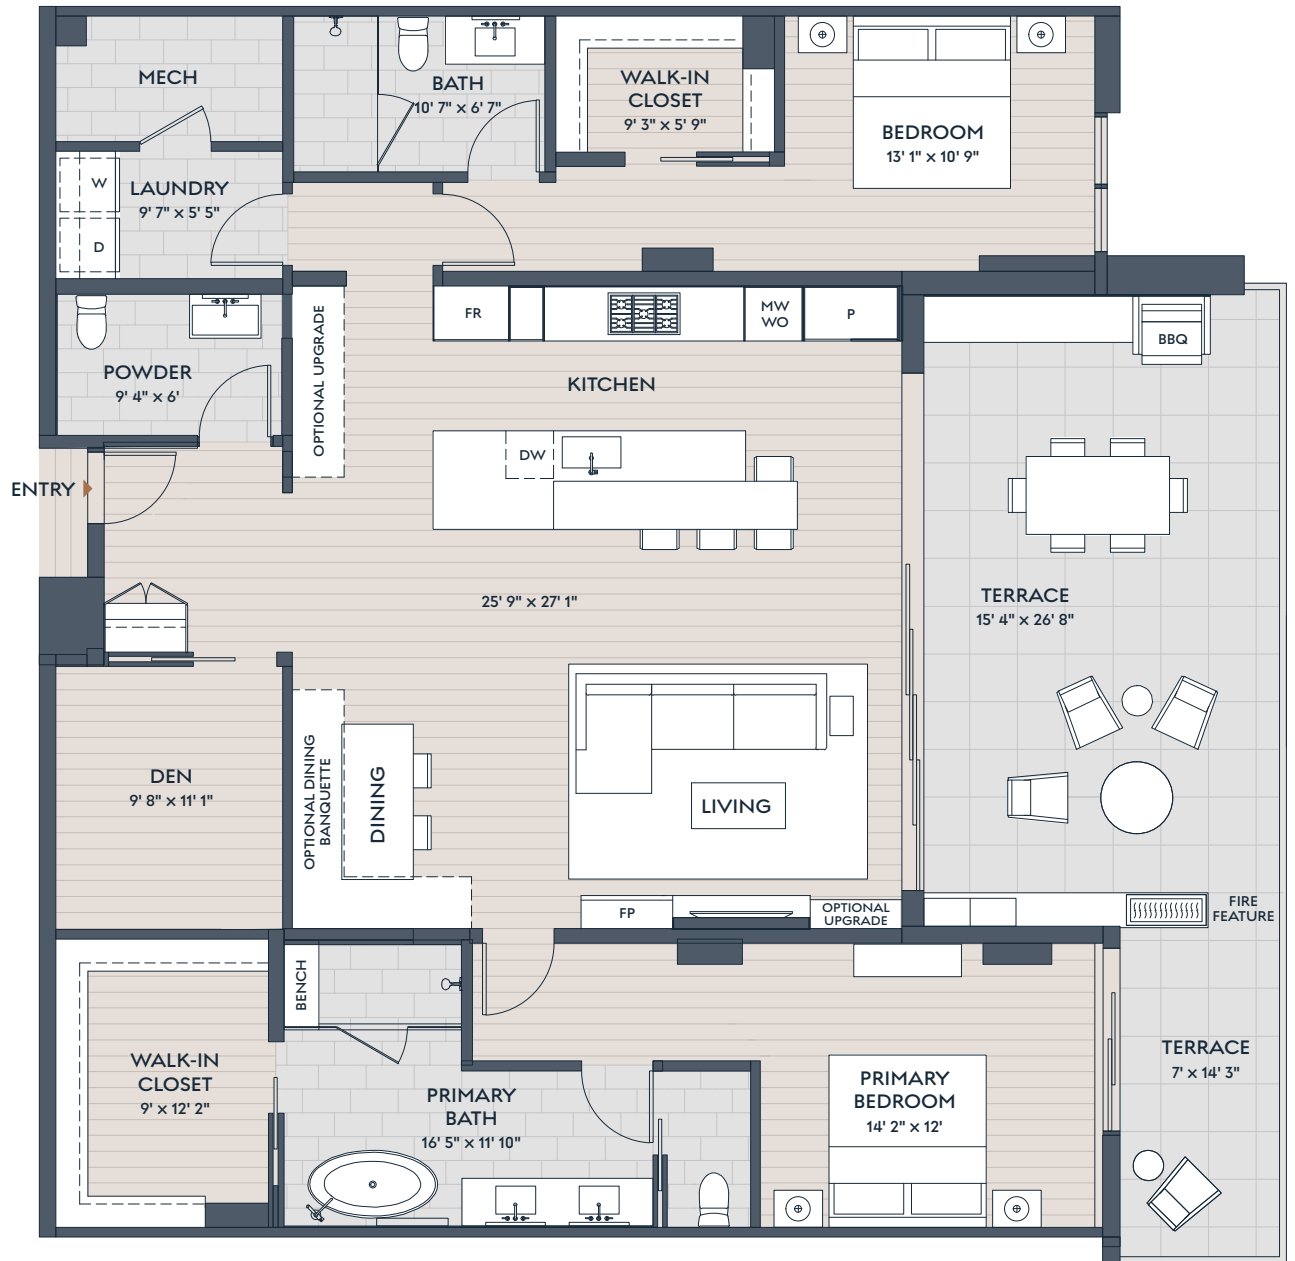 MECH
BATH
10' 7" x 6' 7"
WALK-IN
CLOSET
9' 3" x 5' 9"
BEDROOM
13' 1" x 10' 9"
W
D
LAUNDRY
9' 7" x 5' 5"
OPTIONAL UPGRADE
FR
MW
WO
P
BBQ
POWDER
9' 4" x 6'
KITCHEN
DW
ENTRY
25' 9" x 27' 1"
TERRACE
15' 4" x 26' 8"
DEN
9' 8" x 11' 1"
OPTIONAL DINING
BANQUETTE
DINING
LIVING
FP
OPTIONAL
UPGRADE
FIRE
FEATURE
BENCH
WALK-IN
CLOSET
9' x 12' 2"
PRIMARY
BATH
16' 5" x 11' 10"
PRIMARY
BEDROOM
14' 2" x 12'
TERRACE
7' x 14' 3"